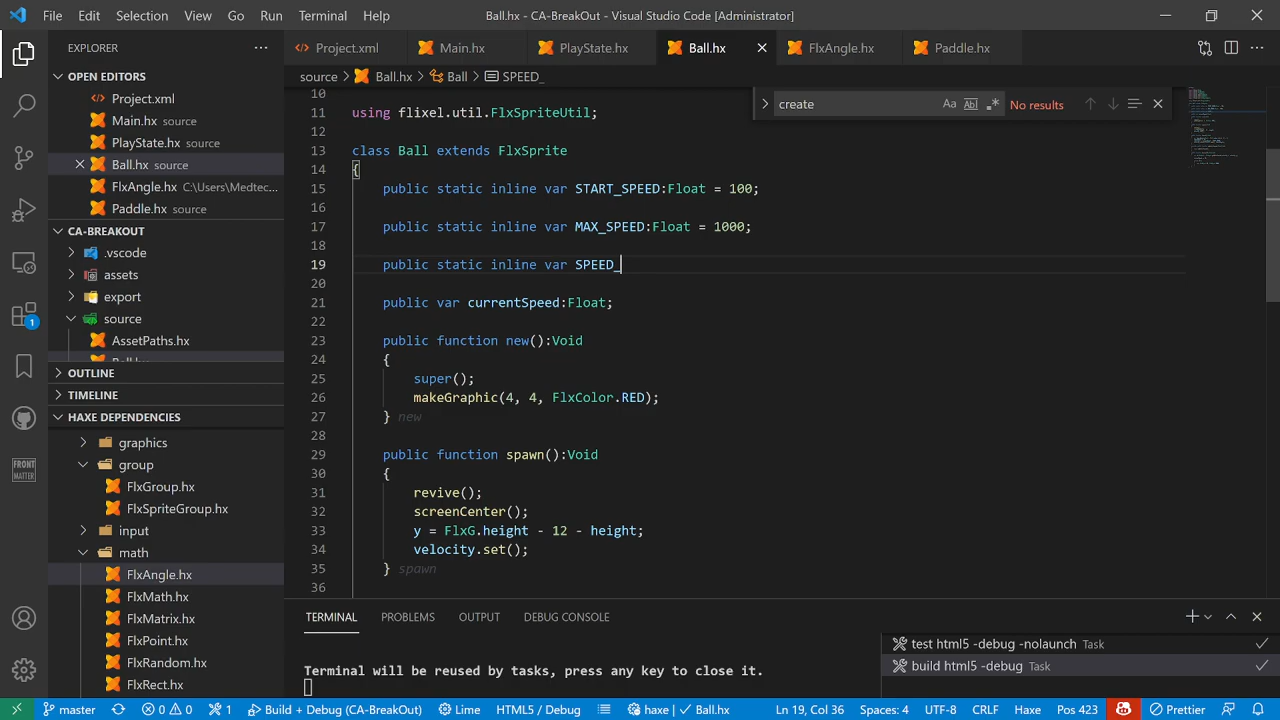 File Edit Selection View Go Run Terminal Help
Ball.hx - CA-BreakOut - Visual Studio Code [Administrator]
EXPLORER
OPEN EDITORS
Project.xml
Main.hx source
PlayState.hx source
Ball.hx source
FlxAngle.hx C:\Users\Medtec...
Paddle.hx source
CA-BREAKOUT
.vscode
assets
export
source
AssetPaths.hx
OUTLINE
TIMELINE
HAXE DEPENDENCIES
graphics
group
FlxGroup.hx
FlxSpriteGroup.hx
input
math
FlxAngle.hx
FlxMath.hx
FlxMatrix.hx
FlxPoint.hx
FlxRandom.hx
FlxRect.hx
1
FRONT
MATTER
Project.xml Main.hx PlayState.hx Ball.hx FlxAngle.hx Paddle.hx
source > Ball.hx > Ball > SPEED_
create Aa Ab No results
10
11 using flixel.util.FlxSpriteUtil;
12
13 class Ball extends FlxSprite
14 {
15 public static inline var START_SPEED:Float = 100;
16
17 public static inline var MAX_SPEED:Float = 1000;
18
19 public static inline var SPEED_
20
21 public var currentSpeed:Float;
22
23 public function new():Void
24 {
25 super();
26 makeGraphic(4, 4, FlxColor.RED);
27 } new
28
29 public function spawn():Void
30 {
31 revive();
32 screenCenter();
33 y = FlxG.height - 12 - height;
34 velocity.set();
35 } spawn
36
TERMINAL PROBLEMS OUTPUT DEBUG CONSOLE
Terminal will be reused by tasks, press any key to close it.
test html5 -debug -nolaunch Task
build html5 -debug Task
master 0 0 1 Build + Debug (CA-BreakOut) Lime HTML5 / Debug haxe | Ball.hx Ln 19, Col 36 Spaces: 4 UTF-8 CRLF Haxe Pos 423 Prettier